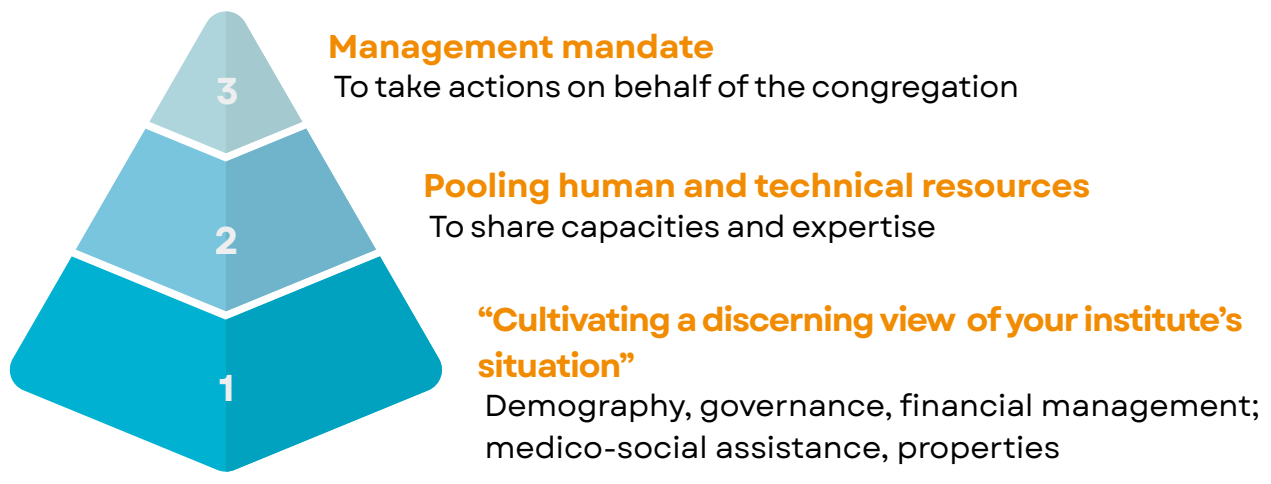 3
Management mandate
To take actions on behalf of the congregation
2
Pooling human and technical resources
To share capacities and expertise
1
“Cultivating a discerning view of your institute’s
situation”
Demography, governance, financial management;
medico-social assistance, properties